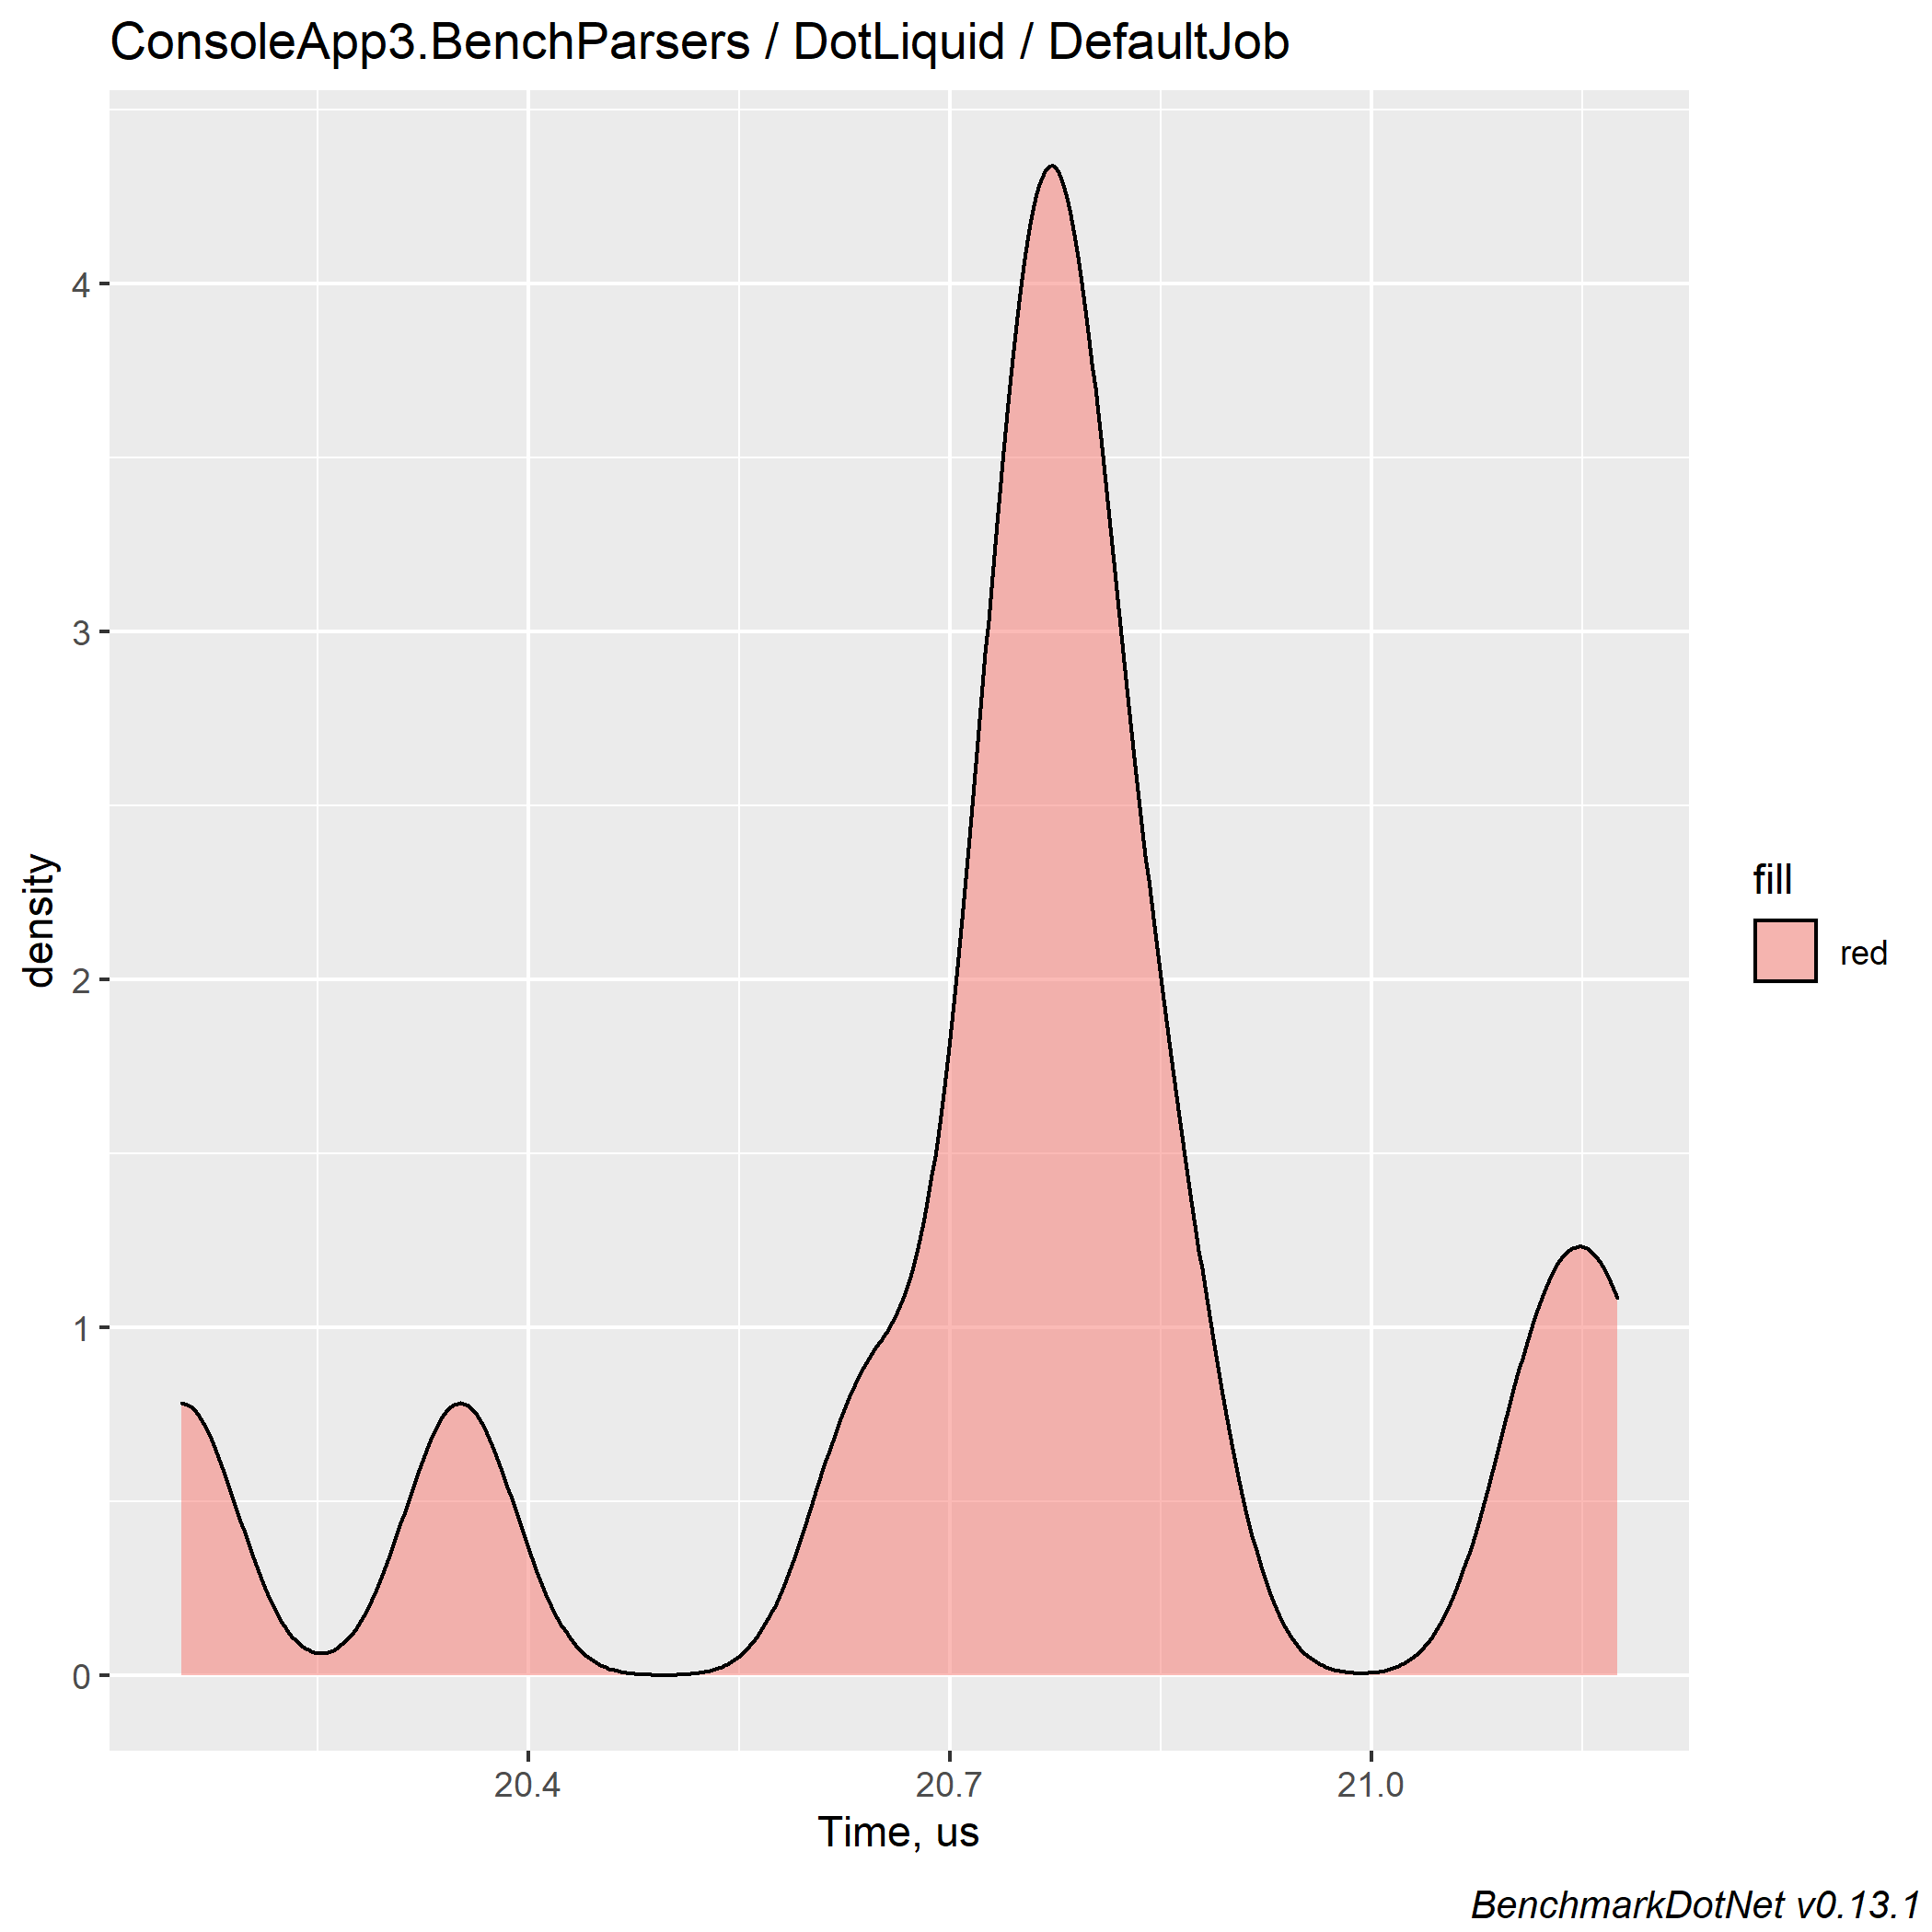 ConsoleApp3.BenchParsers / DotLiquid / DefaultJob
4
3
2
1
0
density
20.4 20.7 21.0
Time, us
fill
red
BenchmarkDotNet v0.13.1